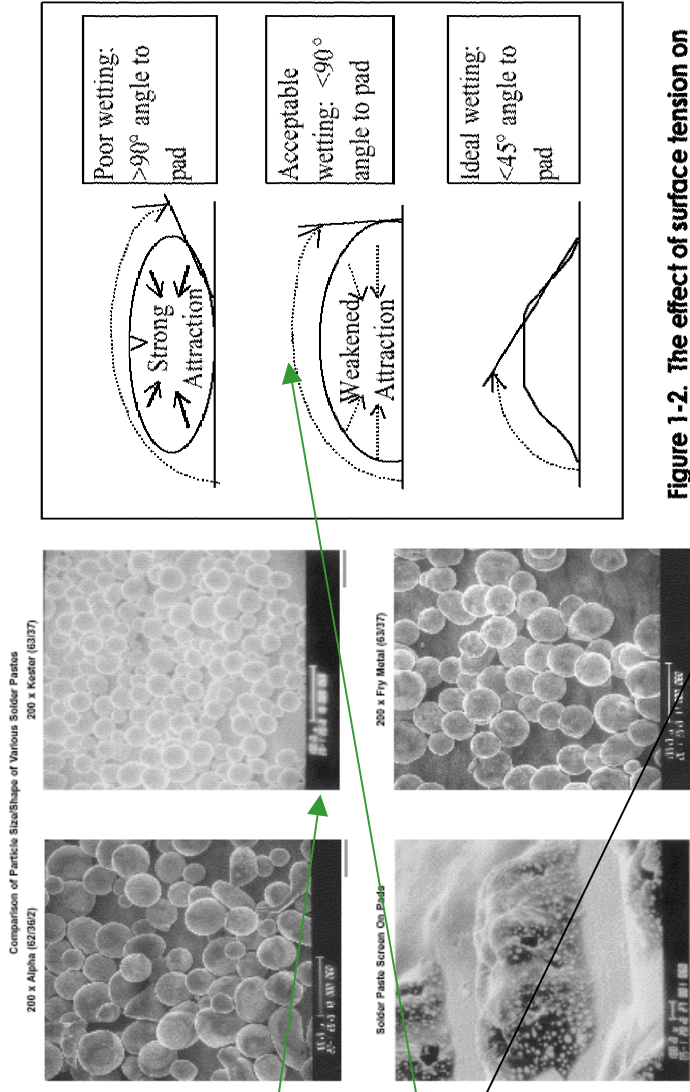 Comparison of Particle Size/Shape of Various Solder Pastes
200 x Alpha (62/36/2)
200 x Kester (63/37)
Solder Paste Screen On Pads
200 x Fry Metal (63/37)
Strong
Attraction
Poor wetting:
>90° angle to
pad
Weakened
Attraction
Acceptable
wetting: <90°
angle to pad
Ideal wetting:
<45° angle to
pad
Figure 1-2. The effect of surface tension on